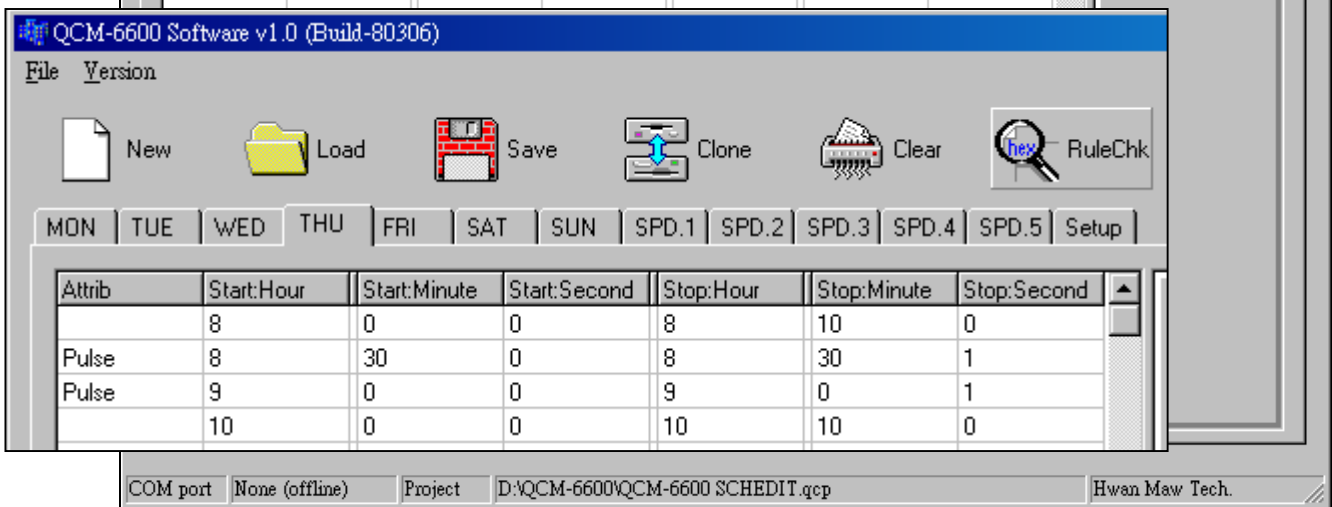 QCM-6600 Software v1.0 (Build-80306)
File Version
New Load Save Clone Clear hex RuleChk
MON TUE WED THU FRI SAT SUN SPD.1 SPD.2 SPD.3 SPD.4 SPD.5 Setup
Attrib Start:Hour Start:Minute Start:Second Stop:Hour Stop:Minute Stop:Second
8 0 0 8 10 0
Pulse 8 30 0 8 30 1
Pulse 9 0 0 9 0 1
10 0 0 10 10 0
COM port None (offline) Project D:\QCM-6600\QCM-6600 SCHEDIT.qcp Hwan Maw Tech.